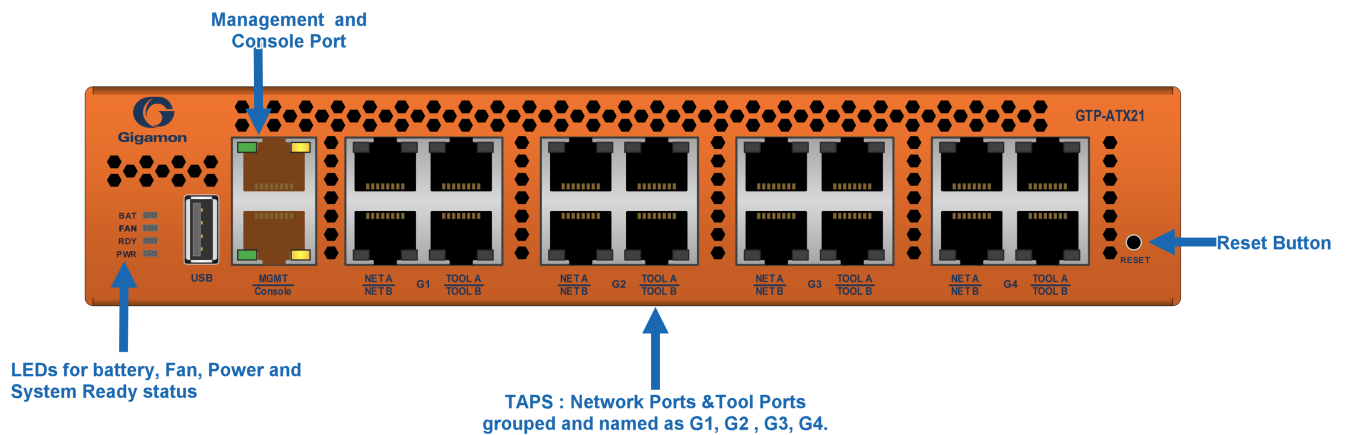 Management and
Console Port
Gigamon
GTP-ATX21
BAT
FAN
RDY
PWR
USB
MGMT
Console
NET A
NET B
G1
TOOL A
TOOL B
NET A
NET B
G2
TOOL A
TOOL B
NET A
NET B
G3
TOOL A
TOOL B
NET A
NET B
G4
TOOL A
TOOL B
RESET
Reset Button
LEDs for battery, Fan, Power and
System Ready status
TAPS : Network Ports &Tool Ports
grouped and named as G1, G2 , G3, G4.